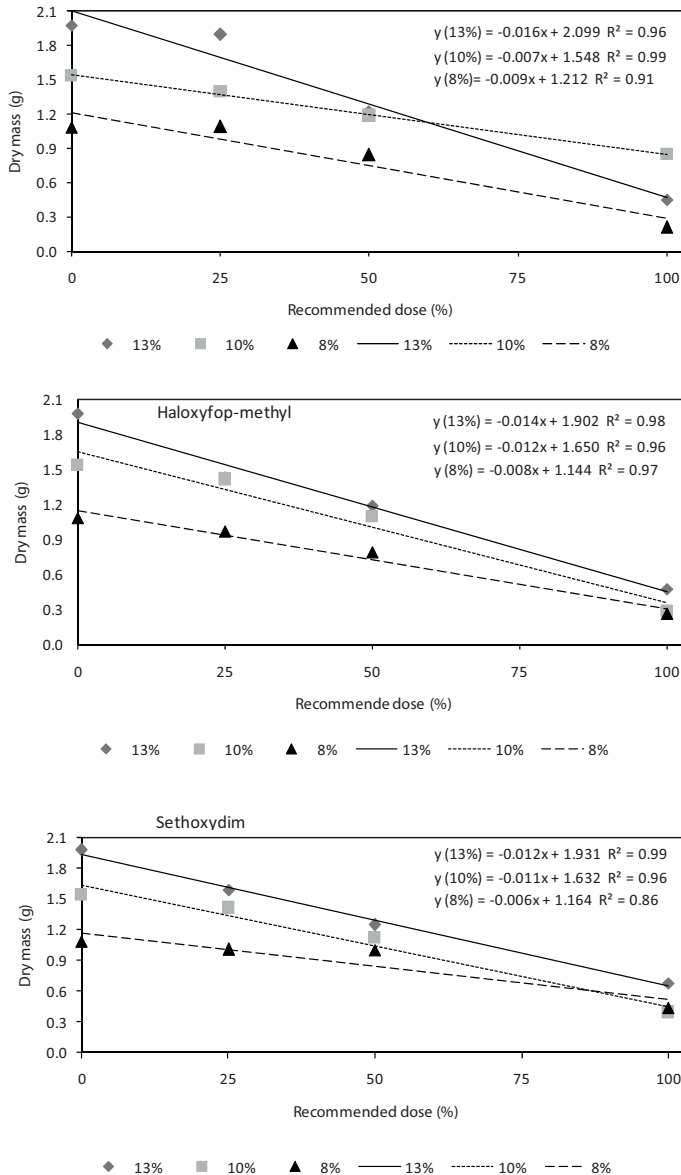 2.1
1.8
1.5
1.2
0.9
0.6
0.3
0.0
Dry mass (g)
y (13%) = -0.016x + 2.099 R² = 0.96
y (10%) = -0.007x + 1.548 R² = 0.99
y (8%)= -0.009x + 1.212 R² = 0.91
0 25 50 75 100
Recommended dose (%)
13% 10% 8% 13% 10% 8%
Haloxyfop-methyl
2.1
1.8
1.5
1.2
0.9
0.6
0.3
0.0
Dry mass (g)
y (13%) = -0.014x + 1.902 R² = 0.98
y (10%) = -0.012x + 1.650 R² = 0.96
y (8%) = -0.008x + 1.144 R² = 0.97
0 25 50 75 100
Recommende dose (%)
13% 10% 8% 13% 10% 8%
Sethoxydim
2.1
1.8
1.5
1.2
0.9
0.6
0.3
0.0
Dry mass (g)
y (13%) = -0.012x + 1.931 R² = 0.99
y (10%) = -0.011x + 1.632 R² = 0.96
y (8%) = -0.006x + 1.164 R² = 0.86
0 25 50 75 100
Recommended dose (%)
13% 10% 8% 13% 10% 8%